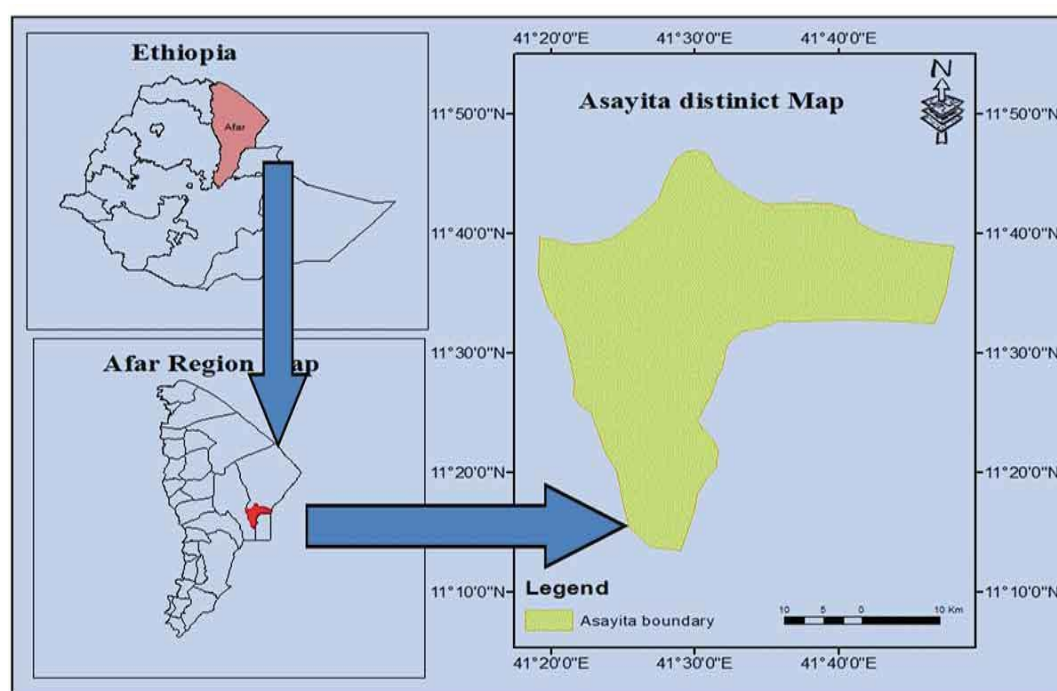 Ethiopia
Afar
Afar Region ap
Asayita distinict Map
N
41°20'0"E 41°30'0"E 41°40'0"E
11°50'0"N 11°50'0"N
11°40'0"N 11°40'0"N
11°30'0"N 11°30'0"N
11°20'0"N 11°20'0"N
11°10'0"N 11°10'0"N
Legend
Asayita boundary
10 5 0 10 Km
41°20'0"E 41°30'0"E 41°40'0"E